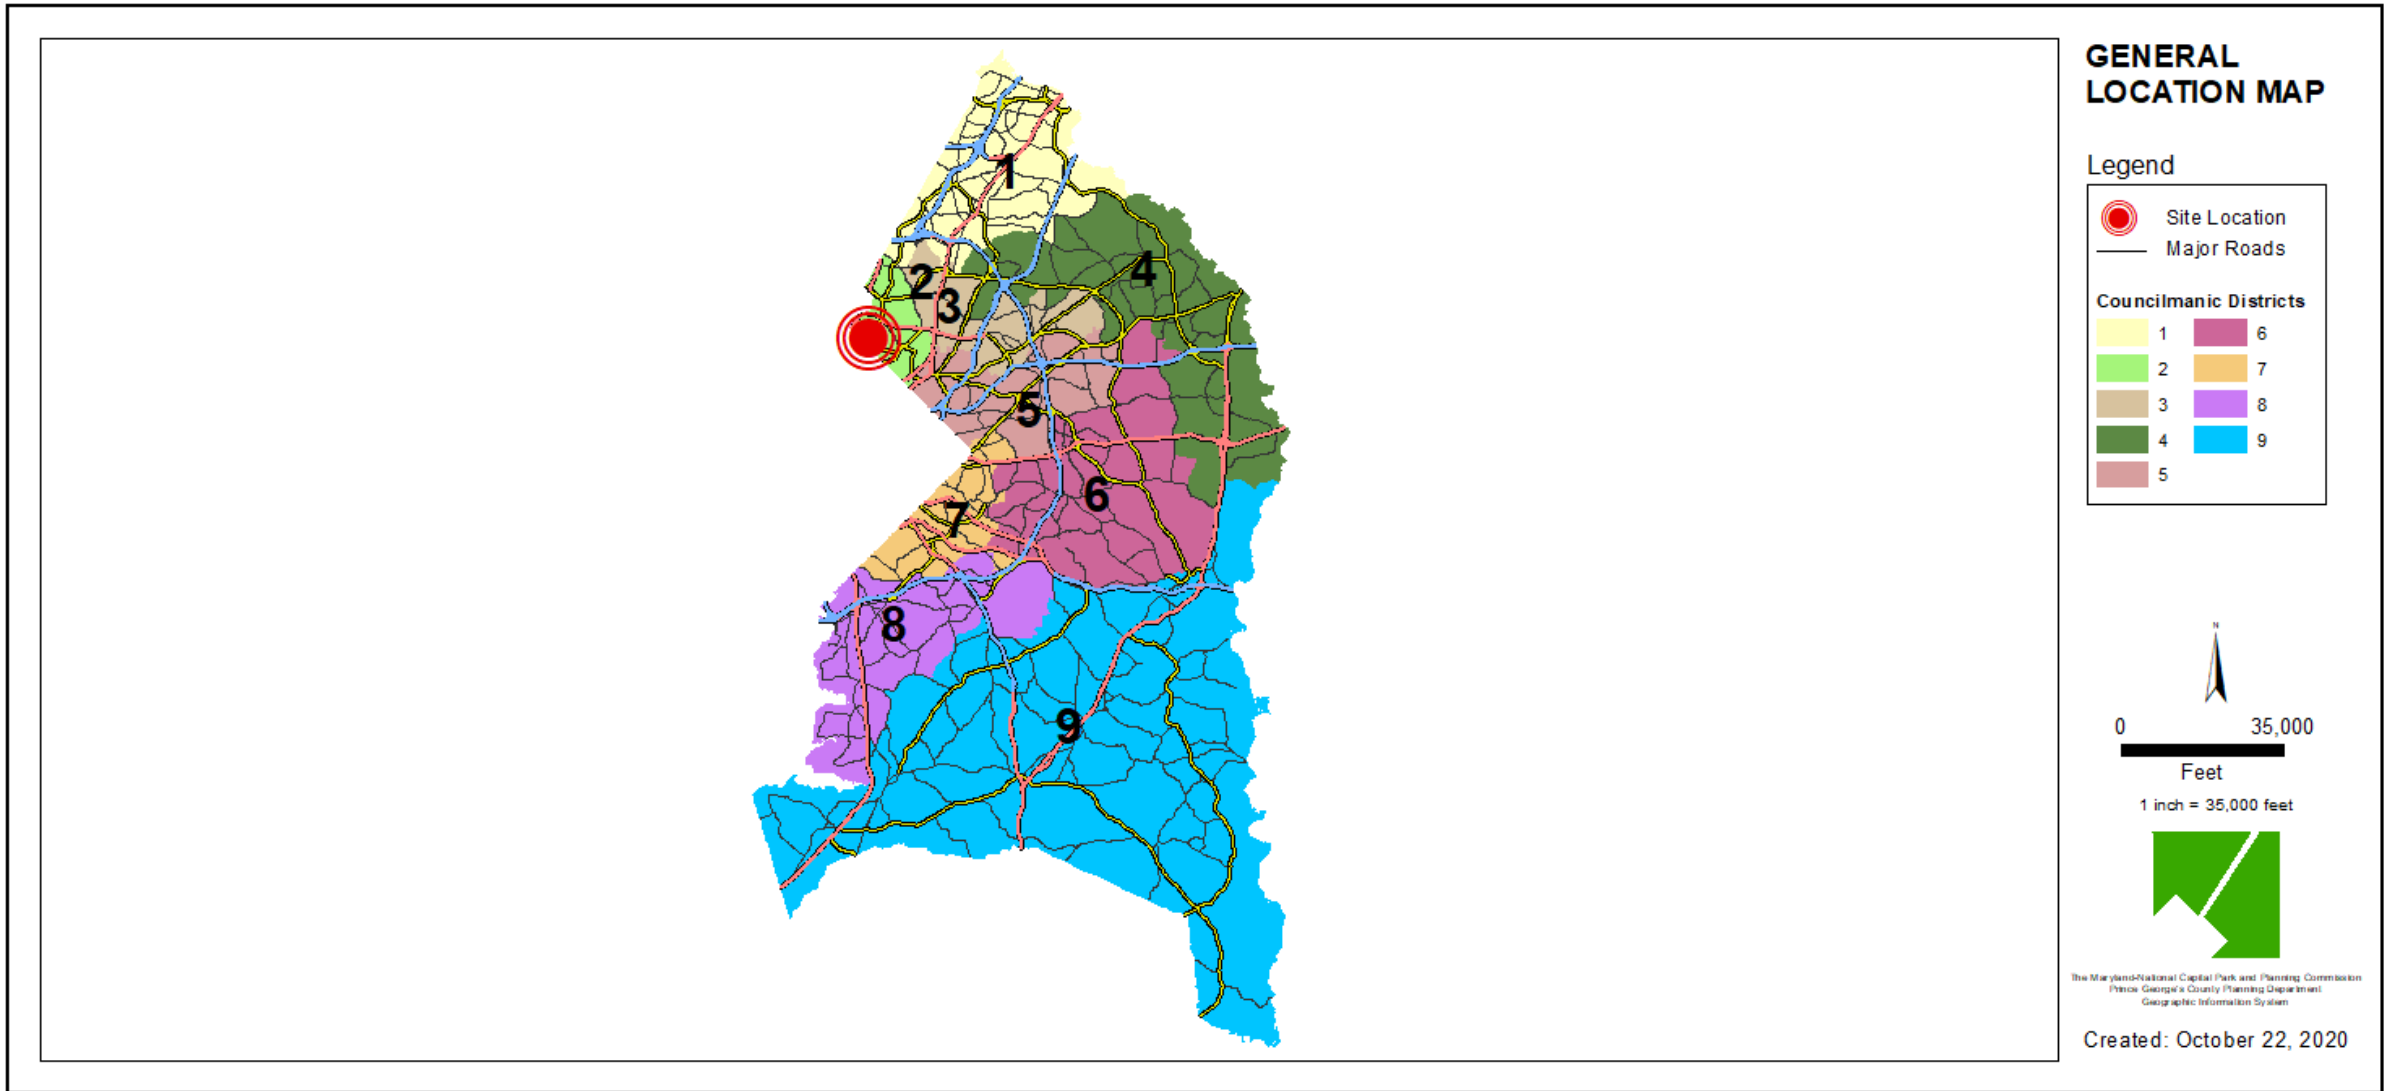 GENERAL
LOCATION MAP
Legend
Site Location
Major Roads
Councilmanic Districts
1 6
2 7
3 8
4 9
5
1
2
3
4
5
6
7
8
9
N
0 35,000
Feet
1 inch = 35,000 feet
The Maryland-National Capital Park and Planning Commission
Prince George's County Planning Department
Geographic Information System
Created: October 22, 2020